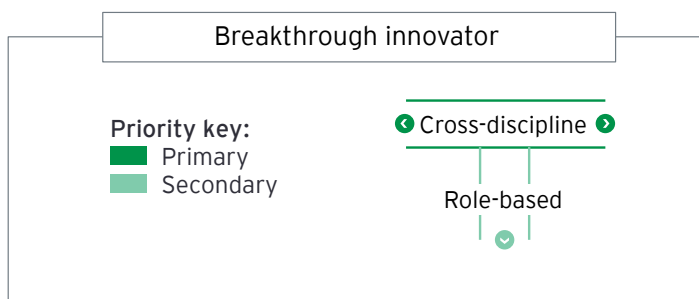 Breakthrough innovator
Priority key:
Primary
Secondary
Cross-discipline
Role-based